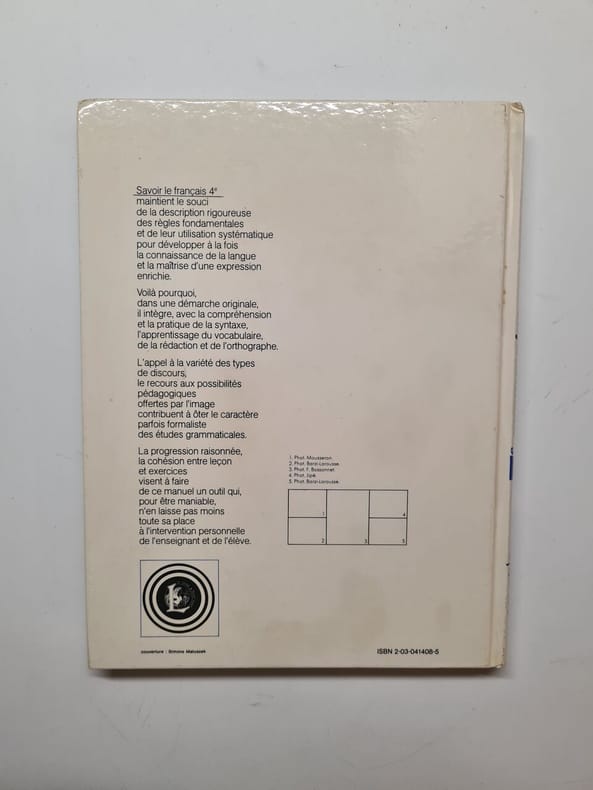 Savoir le français 4e
maintient le souci
de la description rigoureuse
des règles fondamentales
et de leur utilisation systématique
pour développer à la fois
la connaissance de la langue
et la maîtrise d'une expression
enrichie.
Voilà pourquoi,
dans une démarche originale,
il intègre, avec la compréhension
et la pratique de la syntaxe,
l'apprentissage du vocabulaire,
de la rédaction et de l'orthographe.
L'appel à la variété des types
de discours,
le recours aux possibilités
pédagogiques
offertes par l'image
contribuent à ôter le caractère
parfois formaliste
des études grammaticales.
La progression raisonnée,
la cohésion entre leçon
et exercices
visent à faire
de ce manuel un outil qui,
pour être maniable,
n'en laisse pas moins
toute sa place
à l'intervention personnelle
de l'enseignant et de l'élève.
1. Phot. Mousseron.
2. Phot. Barzi-Larousse.
3. Phot. F. Bussonnet.
4. Phot. Jipé.
5. Phot. Barzi-Larousse.
1
4
2
3
5
L
couverture : Simone Matuszek
ISBN 2-03-041408-5